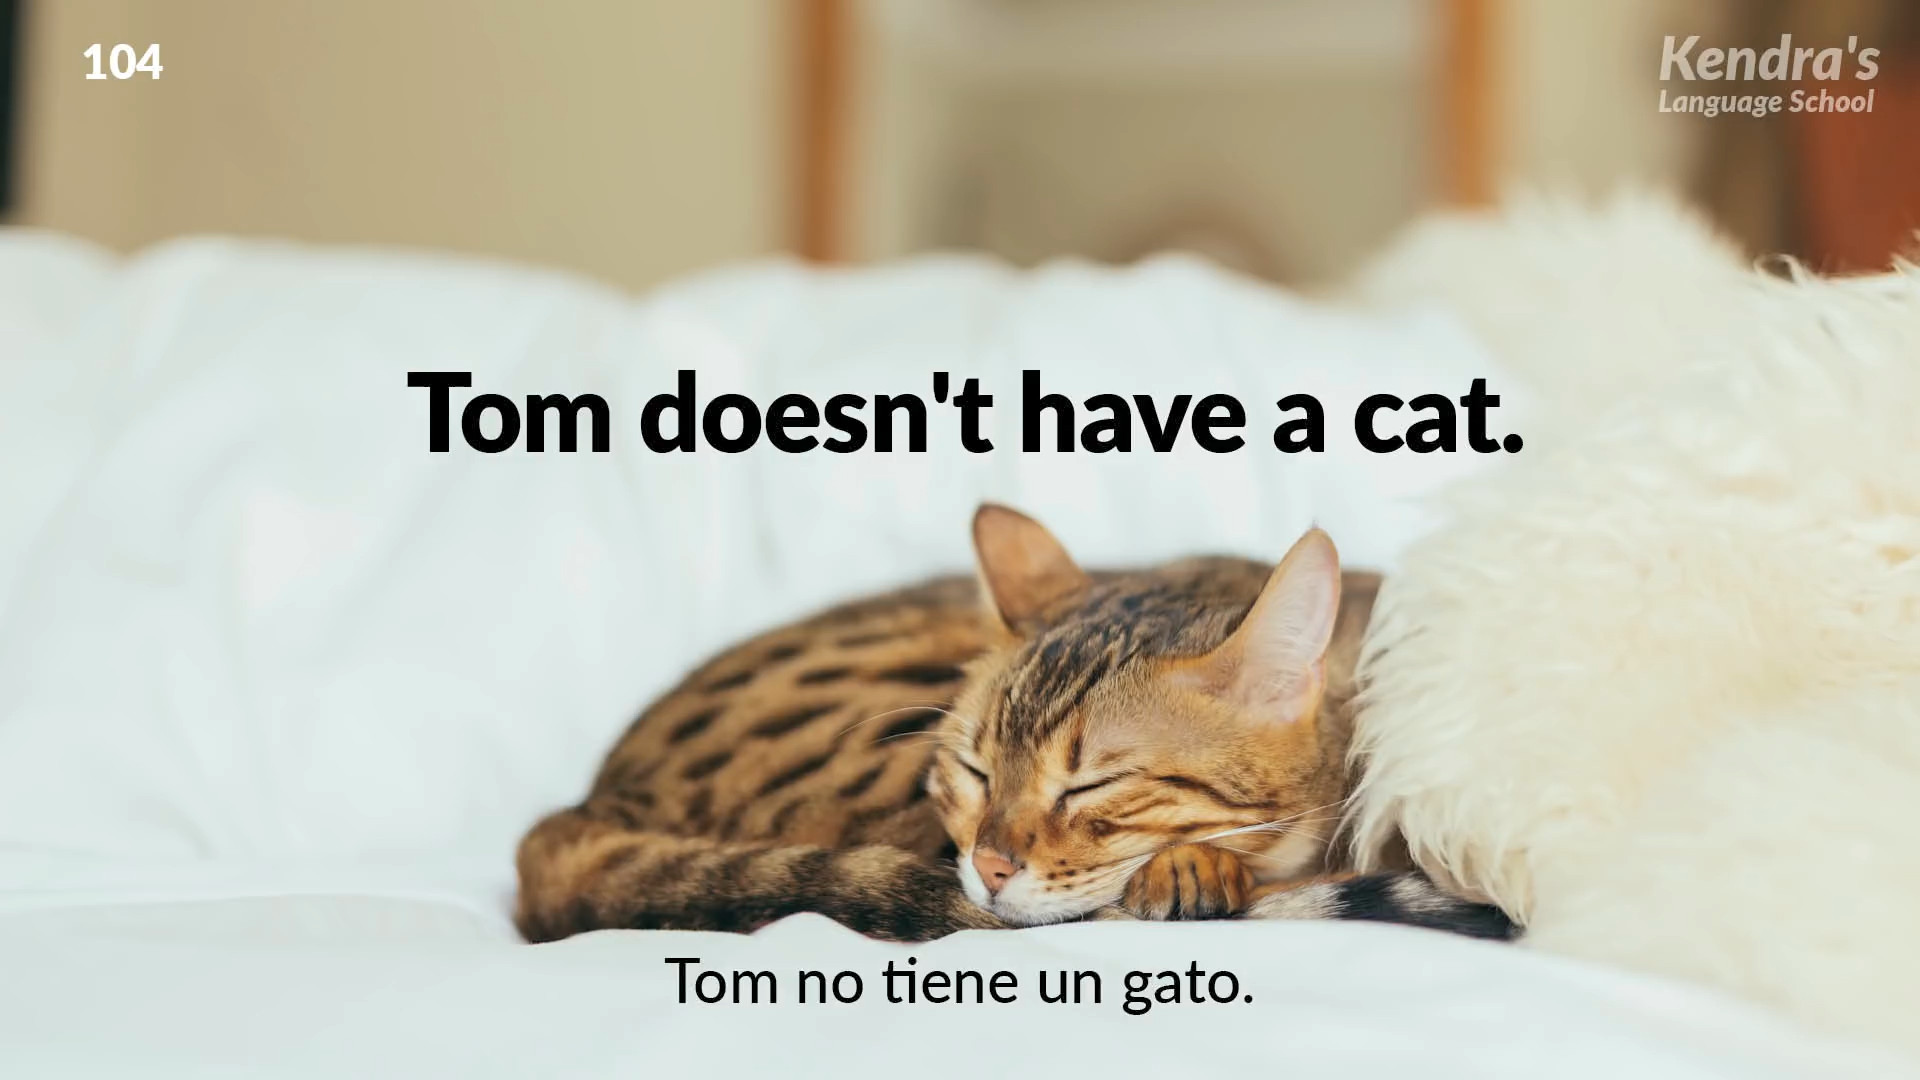 104
Kendra's
Language School
Tom doesn't have a cat.
Tom no tiene un gato.